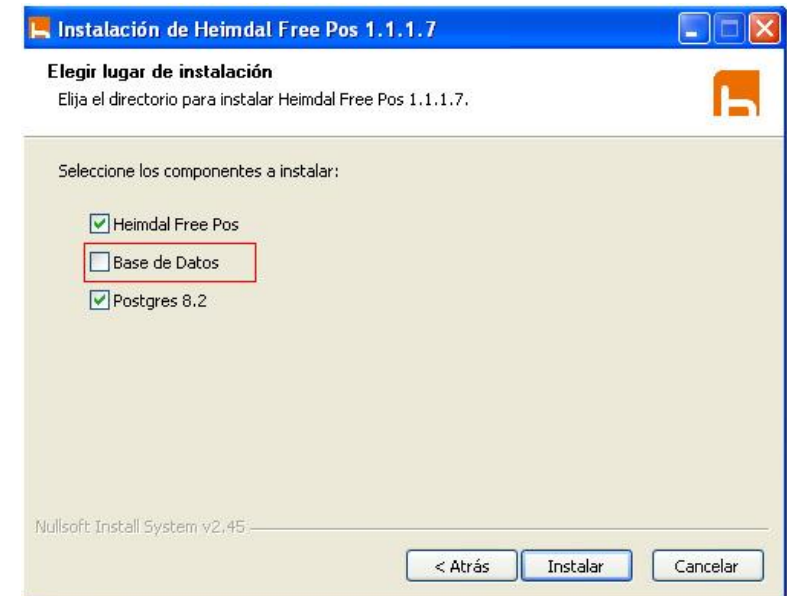 Instalación de Heimdal Free Pos 1.1.1.7
Elegir lugar de instalación
Elija el directorio para instalar Heimdal Free Pos 1.1.1.7.
Seleccione los componentes a instalar:
Heimdal Free Pos
Base de Datos
Postgres 8.2
Nullsoft Install System v2.45
< Atrás Instalar Cancelar